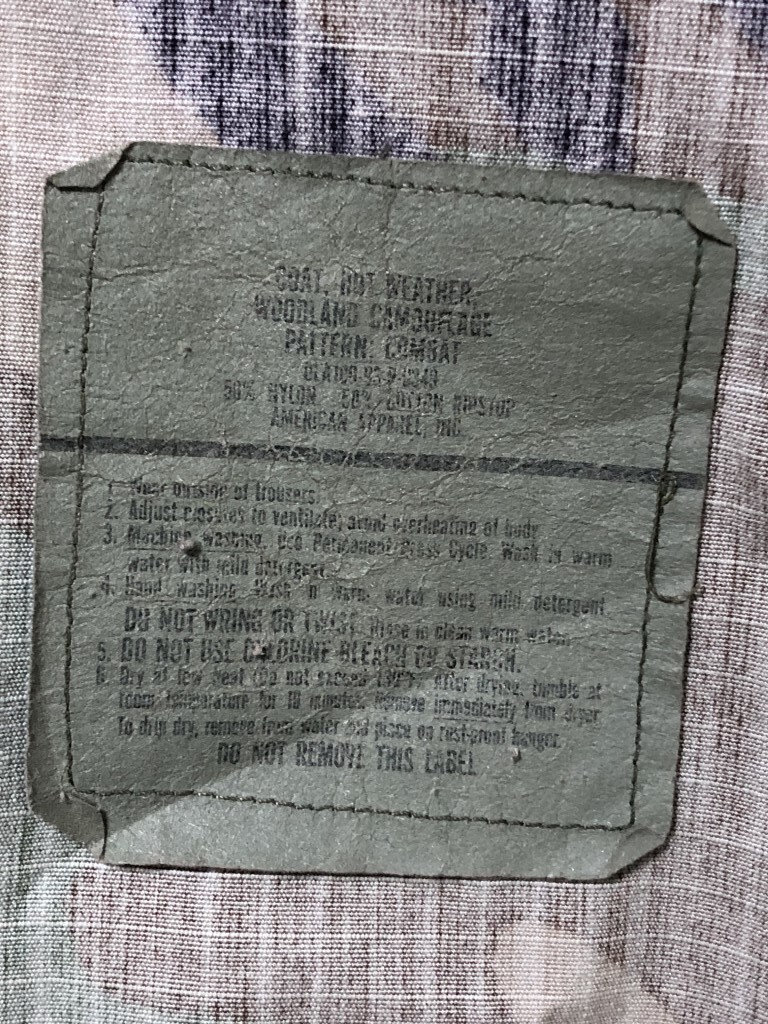 COAT, HOT WEATHER,
WOODLAND CAMOUFLAGE
PATTERN: COMBAT
50% NYLON 50% COTTON RIPSTOP
AMERICAN APPAREL, INC.
1. Wear outside of trousers.
2. Adjust closures to ventilate; avoid overheating of body.
3. Machine washing. Use Permanent Press Cycle. Wash in warm
water with mild detergent.
4. Hand washing. Wash in warm water using mild detergent.
DO NOT WRING OR TWIST. Rinse in clean warm water.
5. DO NOT USE CHLORINE BLEACH OR STARCH.
6. Dry at low heat (Do not exceed After drying, tumble at
room temperature for 10 minutes. Remove immediately from dryer.
To drip dry, remove from water and place on rust-proof hanger.
DO NOT REMOVE THIS LABEL